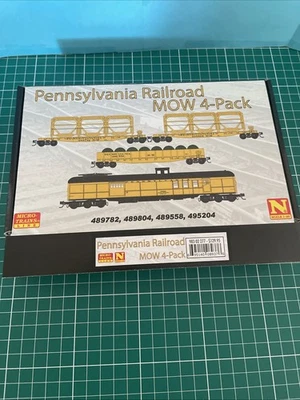 Pennsylvania Railroad
MOW 4-Pack
MICRO-
TRAINS®
LINE
489782, 489804, 489558, 495204
N
Pennsylvania Railroad
MOW 4-Pack
N